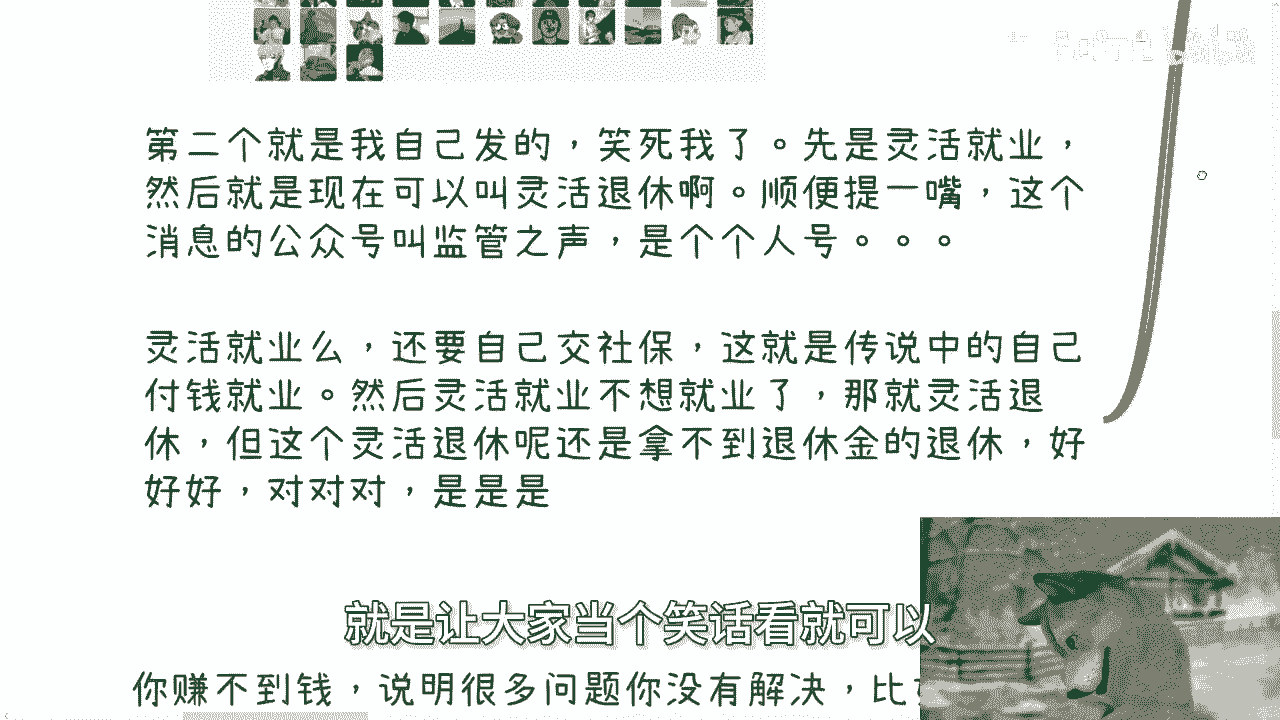 第二个就是我自己发的，笑死我了。先是灵活就业，
然后就是现在可以叫灵活退休啊。顺便提一嘴，这个
消息的公众号叫监管之声，是个个人号。。。
灵活就业么，还要自己交社保，这就是传说中的自己
付钱就业。然后灵活就业不想就业了，那就灵活退
休，但这个灵活退休呢还是拿不到退休金的退休，好
好好，对对对，是是是
就是让大家当个笑话看就可以
你赚不到钱，说明很多问题你没有解决，比